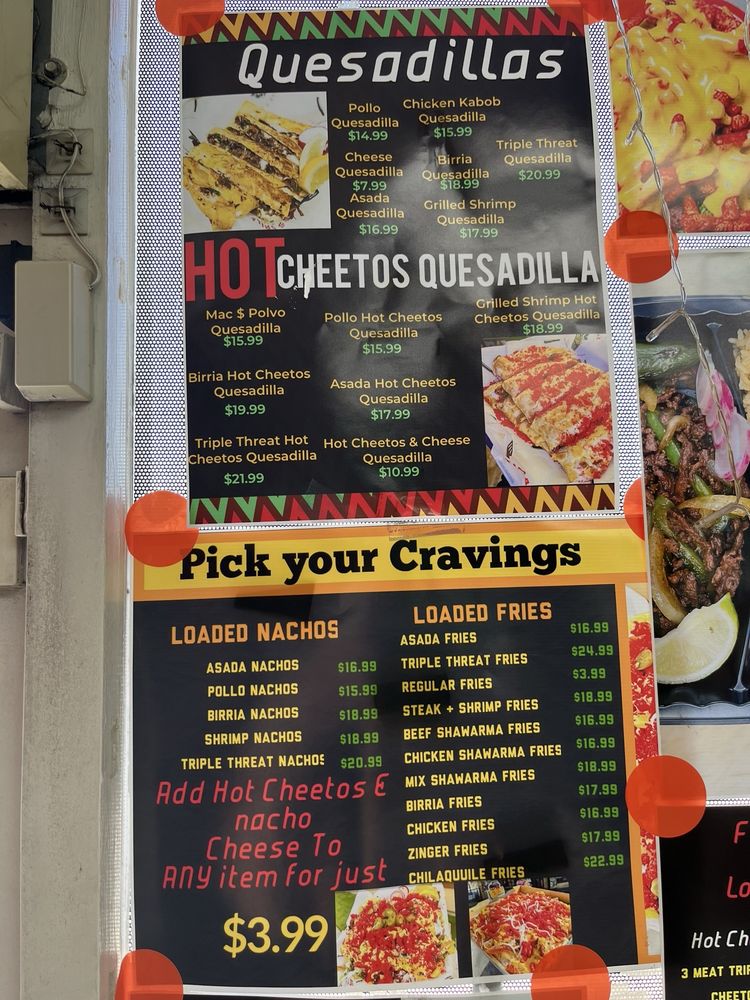 Quesadillas
Pollo
Quesadilla
$14.99
Chicken Kabob
Quesadilla
$15.99
Cheese
Quesadilla
$7.99
Birria
Quesadilla
$18.99
Triple Threat
Quesadilla
$20.99
Asada
Quesadilla
$16.99
Grilled Shrimp
Quesadilla
$17.99
HOT CHEETOS QUESADILLA
Mac $ Polvo
Quesadilla
$15.99
Pollo Hot Cheetos
Quesadilla
$15.99
Grilled Shrimp Hot
Cheetos Quesadilla
$18.99
Birria Hot Cheetos
Quesadilla
$19.99
Asada Hot Cheetos
Quesadilla
$17.99
Triple Threat Hot
Cheetos Quesadilla
$21.99
Hot Cheetos & Cheese
Quesadilla
$10.99
Pick your Cravings
LOADED NACHOS
ASADA NACHOS $16.99
POLLO NACHOS $15.99
BIRRIA NACHOS $18.99
SHRIMP NACHOS $18.99
TRIPLE THREAT NACHOS $20.99
Add Hot Cheetos &
nacho
Cheese To
ANY item for just
$3.99
LOADED FRIES
ASADA FRIES $16.99
TRIPLE THREAT FRIES $24.99
REGULAR FRIES $3.99
STEAK + SHRIMP FRIES $18.99
BEEF SHAWARMA FRIES $16.99
CHICKEN SHAWARMA FRIES $16.99
MIX SHAWARMA FRIES $18.99
BIRRIA FRIES $17.99
CHICKEN FRIES $16.99
ZINGER FRIES $17.99
CHILAQUUILE FRIES $22.99
F
Lo
Hot Ch
3 MEAT TRI
CHEETO